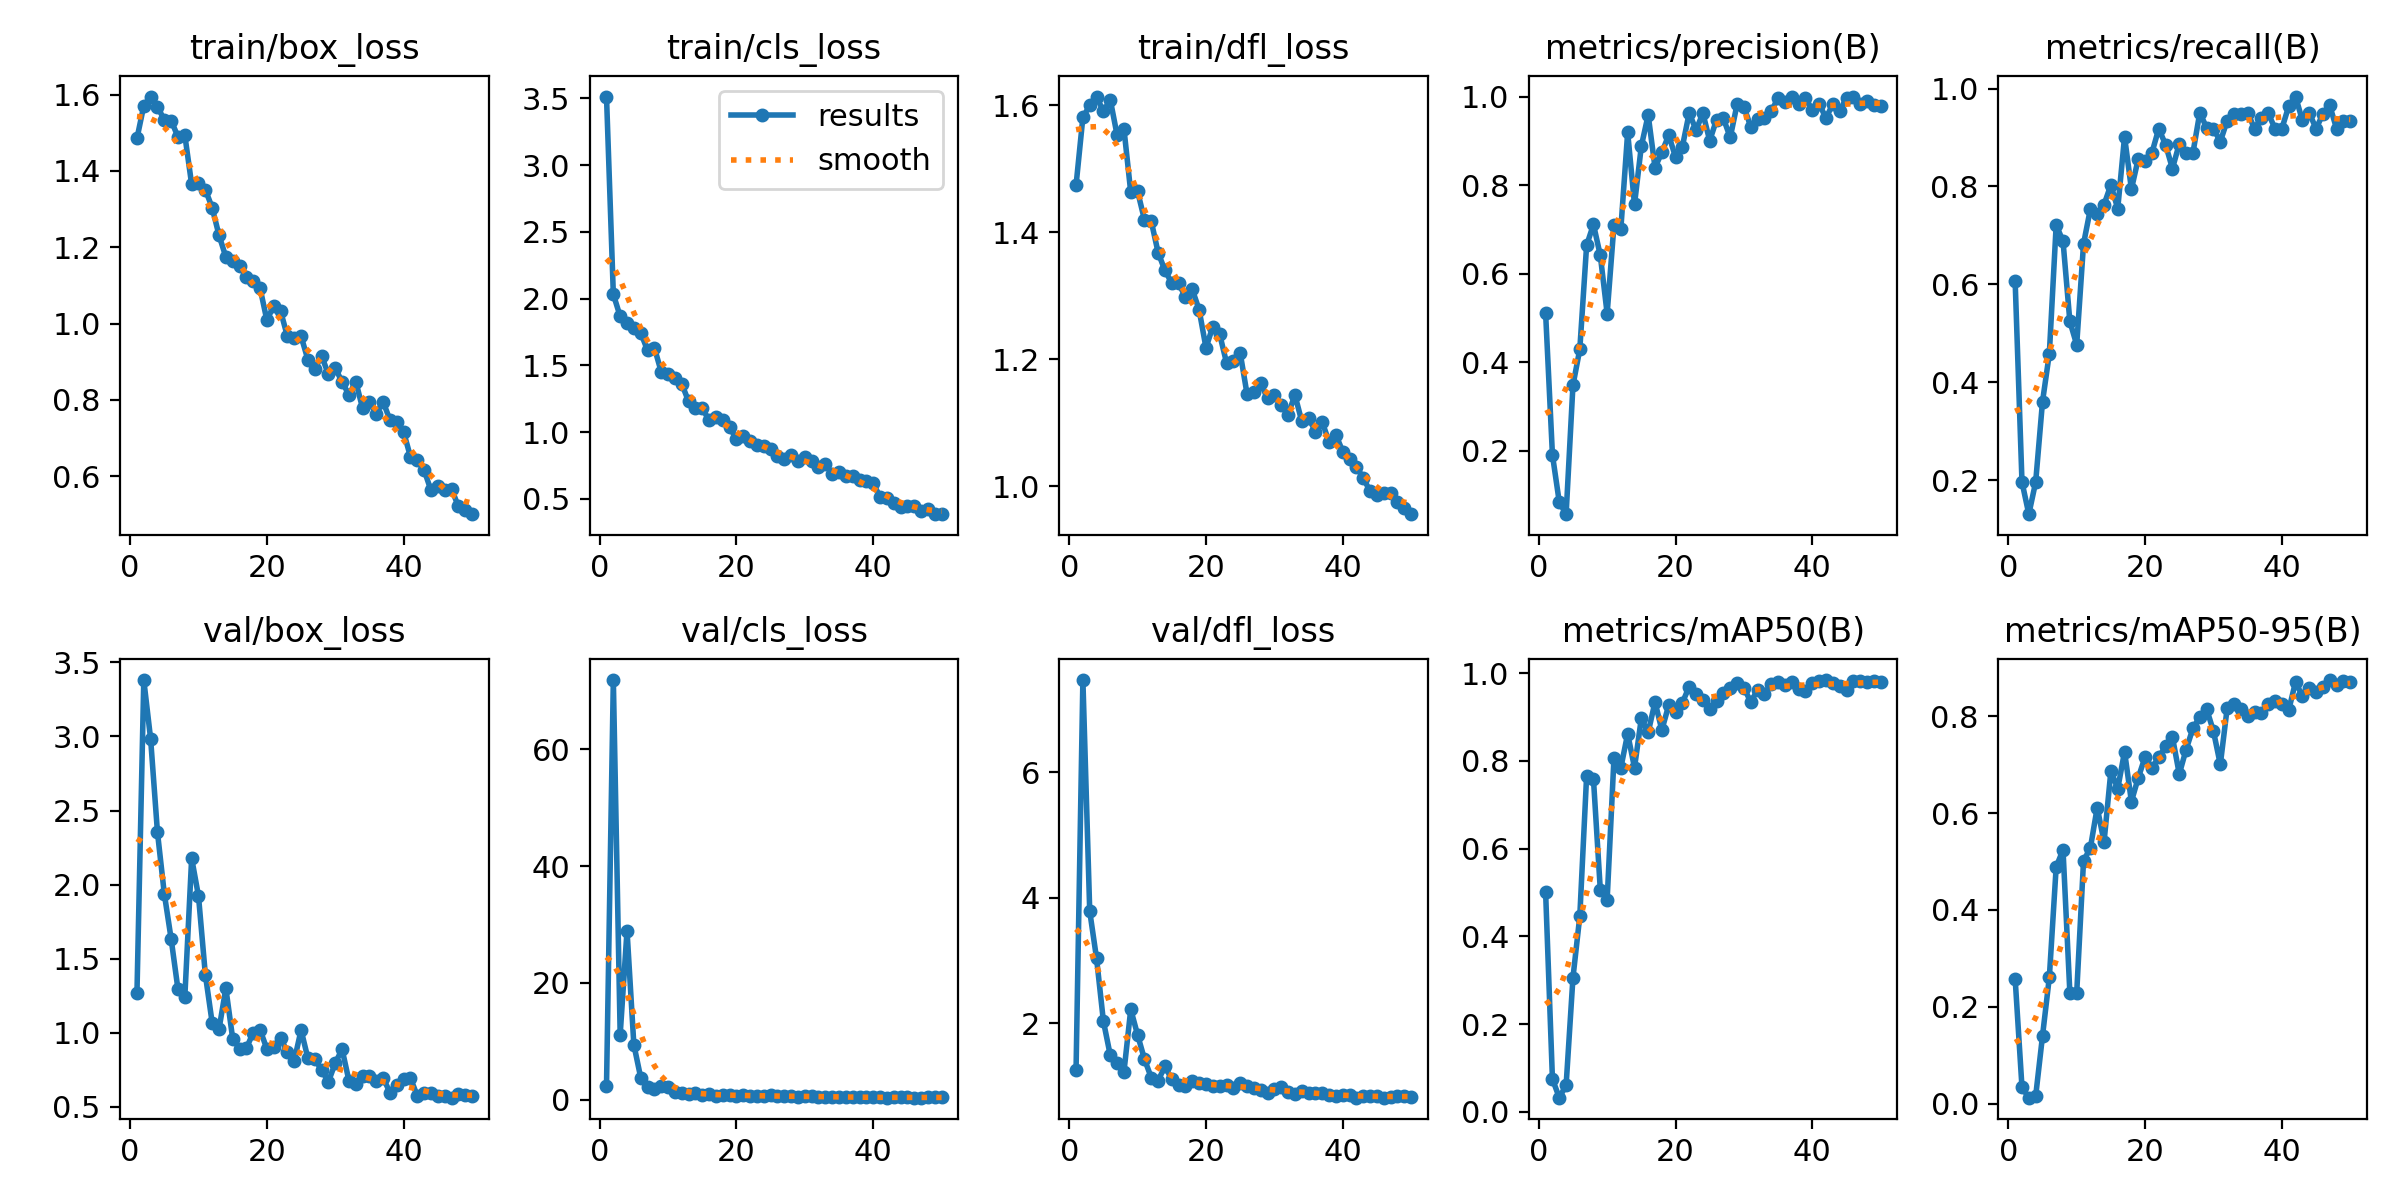 train/box_loss
1.6
1.4
1.2
1.0
0.8
0.6
0 20 40
train/cls_loss
results
smooth
3.5
3.0
2.5
2.0
1.5
1.0
0.5
0 20 40
train/dfl_loss
1.6
1.4
1.2
1.0
0 20 40
metrics/precision(B)
1.0
0.8
0.6
0.4
0.2
0 20 40
metrics/recall(B)
1.0
0.8
0.6
0.4
0.2
0 20 40
val/box_loss
3.5
3.0
2.5
2.0
1.5
1.0
0.5
0 20 40
val/cls_loss
60
40
20
0
0 20 40
val/dfl_loss
6
4
2
0 20 40
metrics/mAP50(B)
1.0
0.8
0.6
0.4
0.2
0.0
0 20 40
metrics/mAP50-95(B)
0.8
0.6
0.4
0.2
0.0
0 20 40